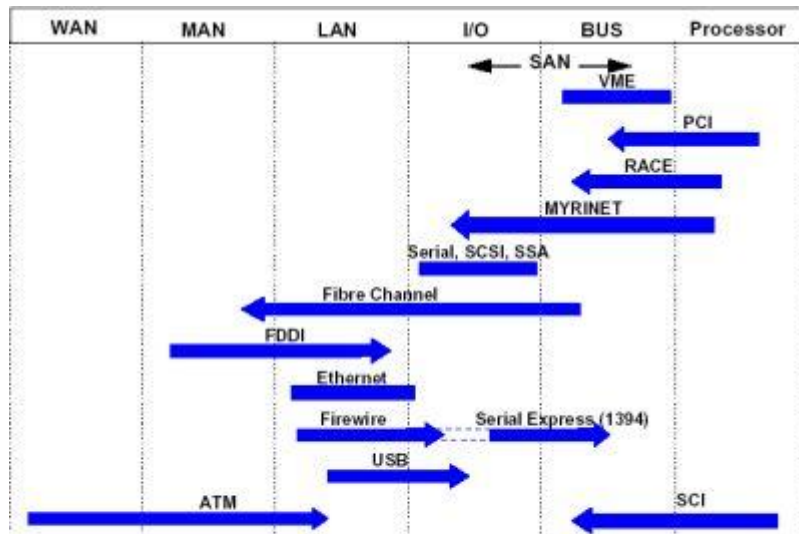 WAN MAN LAN I/O BUS Processor
SAN
VME
PCI
RACE
MYRINET
Serial, SCSI, SSA
Fibre Channel
FDDI
Ethernet
Firewire Serial Express (1394)
USB
ATM SCI